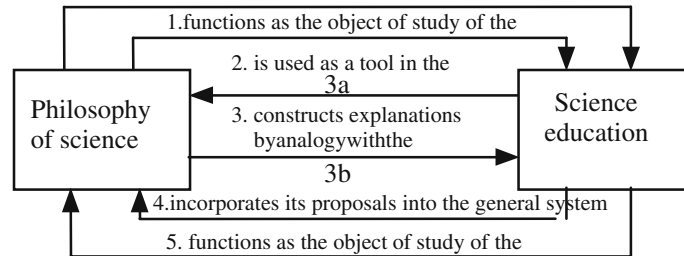 1.functions as the object of study of the
2. is used as a tool in the
3a
Philosophy
of science
3. constructs explanations
byanalogywiththe
Science
education
3b
4.incorporates its proposals into the general system
5. functions as the object of study of the